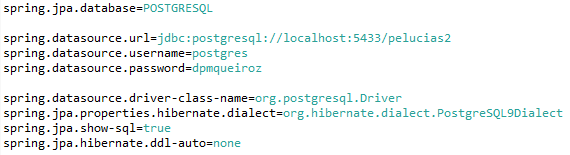 spring.jpa.database=POSTGRESQL
spring.datasource.url=jdbc:postgresql://localhost:5433/pelucias2
spring.datasource.username=postgres
spring.datasource.password=dpmqueiroz
spring.datasource.driver-class-name=org.postgresql.Driver
spring.jpa.properties.hibernate.dialect=org.hibernate.dialect.PostgreSQL9Dialect
spring.jpa.show-sql=true
spring.jpa.hibernate.ddl-auto=none